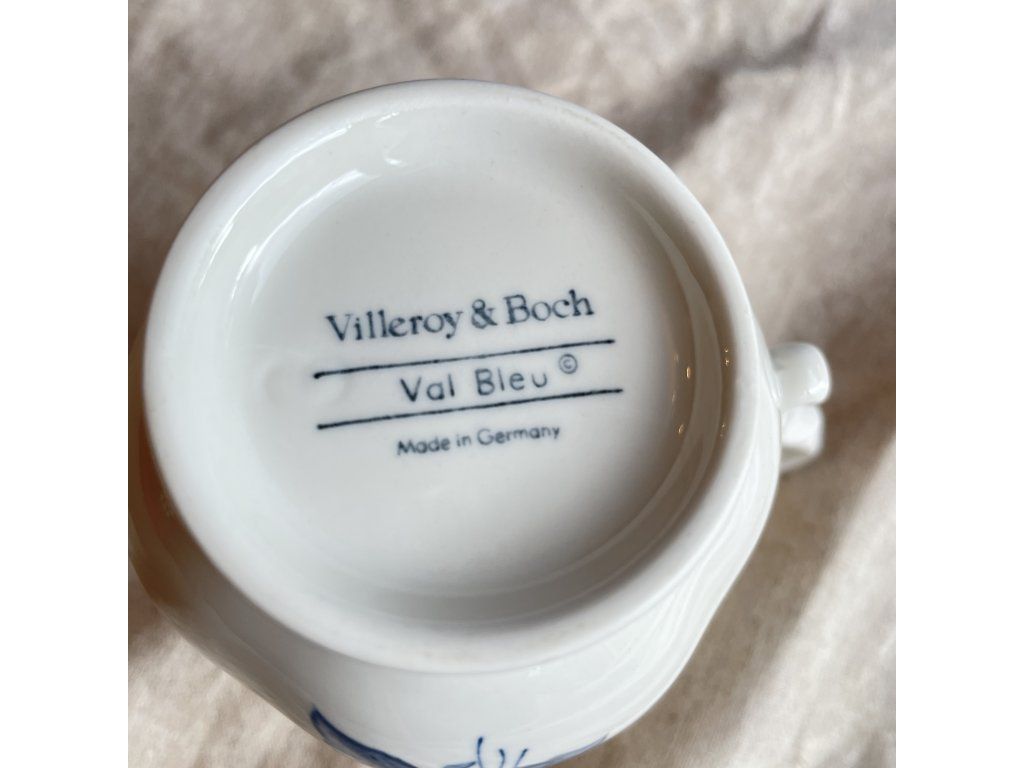 Villeroy & Boch
Val Bleu ©
Made in Germany